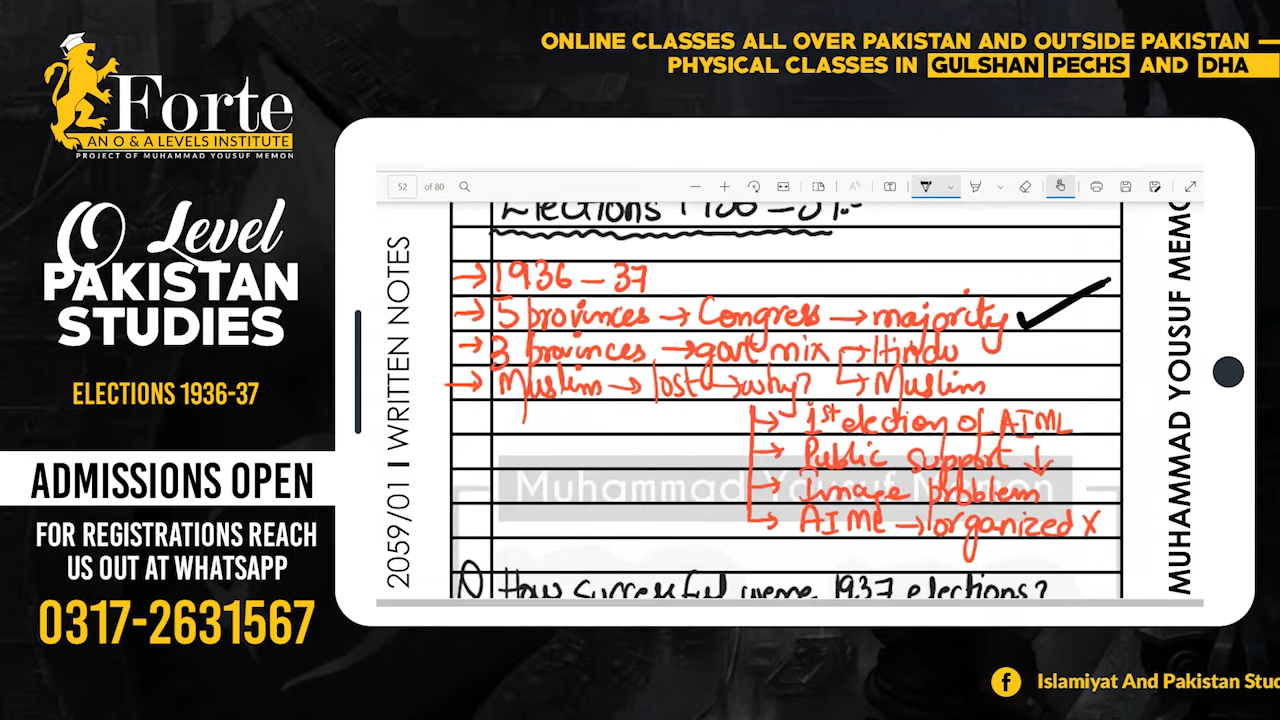 ONLINE CLASSES ALL OVER PAKISTAN AND OUTSIDE PAKISTAN
PHYSICAL CLASSES IN GULSHAN PECHS AND DHA
Forte
AN O & A LEVELS INSTITUTE
PROJECT OF MUHAMMAD YOUSUF MEMON
O Level
PAKISTAN
STUDIES
ELECTIONS 1936-37
ADMISSIONS OPEN
FOR REGISTRATIONS REACH
US OUT AT WHATSAPP
0317-2631567
52 of 80
2059/01 I WRITTEN NOTES
Elections 1936-37:-
→ 1936-37
→ 5 provinces → Congress → majority ✓
→ 3 provinces → govt mix → Hindu
→ Muslim → lost → why? → Muslim
→ 1st election of AIML
→ Public support ↓
→ Image problem
→ AIML → organized X
Muhammad Yousuf Memon
Q How successful were 1937 elections?
MUHAMMAD YOUSUF MEMO
Islamiyat And Pakistan Stud